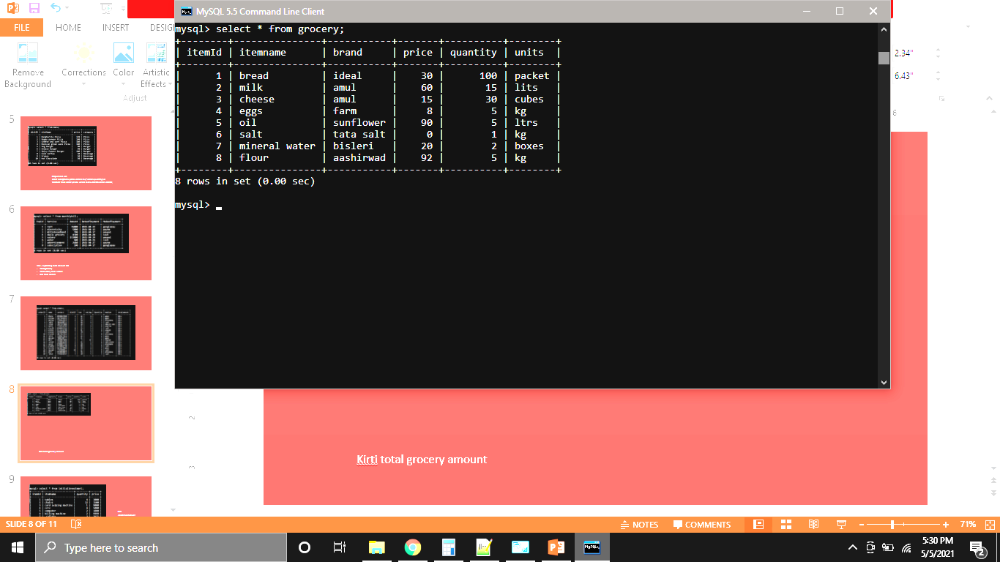 MySQL 5.5 Command Line Client
FILE HOME INSERT DESIG
Remove Background
Corrections
Color
Artistic Effects
Adjust
2.34"
6.43"
mysql> select * from grocery;
+--------+---------------+-----------+-------+----------+--------+
| itemId | itemname | brand | price | quantity | units |
+--------+---------------+-----------+-------+----------+--------+
| 1 | bread | ideal | 30 | 100 | packet |
| 2 | milk | amul | 60 | 15 | lits |
| 3 | cheese | amul | 15 | 30 | cubes |
| 4 | eggs | farm | 8 | 5 | kg |
| 5 | oil | sunflower | 90 | 5 | ltrs |
| 6 | salt | tata salt | 0 | 1 | kg |
| 7 | mineral water | bisleri | 20 | 2 | boxes |
| 8 | flour | aashirwad | 92 | 5 | kg |
+--------+---------------+-----------+-------+----------+--------+
8 rows in set (0.00 sec)
mysql>
5
6
7
8
9
6
2
3
Kirti total grocery amount
SLIDE 8 OF 11
NOTES
COMMENTS
71%
Type here to search
5:30 PM
5/5/2021
2